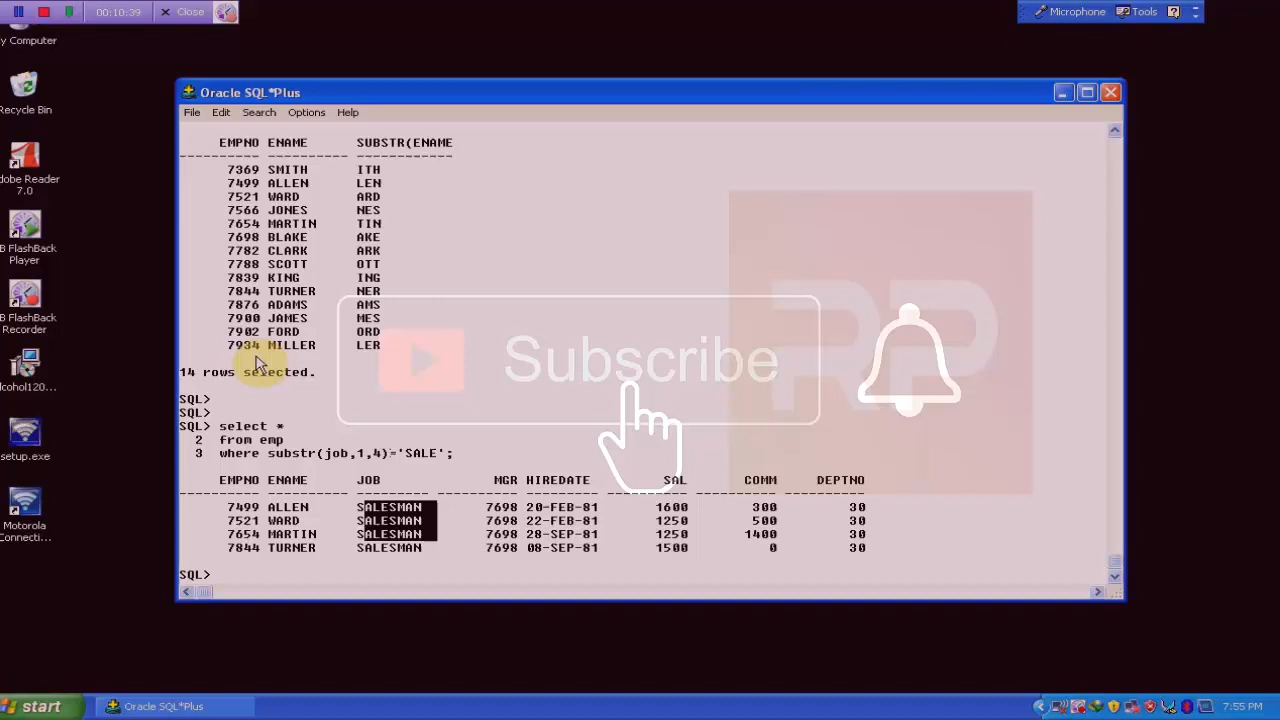 00:10:39 Close
Microphone Tools
y Computer
Recycle Bin
dobe Reader
7.0
B FlashBack
Player
B FlashBack
Recorder
lcohol120...
setup.exe
Motorola
Connecti...
Oracle SQL*Plus
File Edit Search Options Help
EMPNO ENAME SUBSTR(ENAME
---------- ---------- ------------
7369 SMITH ITH
7499 ALLEN LEN
7521 WARD ARD
7566 JONES NES
7654 MARTIN TIN
7698 BLAKE AKE
7782 CLARK ARK
7788 SCOTT OTT
7839 KING ING
7844 TURNER NER
7876 ADAMS AMS
7900 JAMES MES
7902 FORD ORD
7934 MILLER LER
14 rows selected.
SQL>
SQL>
SQL> select *
2 from emp
3 where substr(job,1,4)='SALE';
EMPNO ENAME JOB MGR HIREDATE SAL COMM DEPTNO
---------- ---------- --------- ---------- --------- ---------- ---------- ----------
7499 ALLEN SALESMAN 7698 20-FEB-81 1600 300 30
7521 WARD SALESMAN 7698 22-FEB-81 1250 500 30
7654 MARTIN SALESMAN 7698 28-SEP-81 1250 1400 30
7844 TURNER SALESMAN 7698 08-SEP-81 1500 0 30
SQL>
Subscribe
RP
start Oracle SQL*Plus 7:55 PM